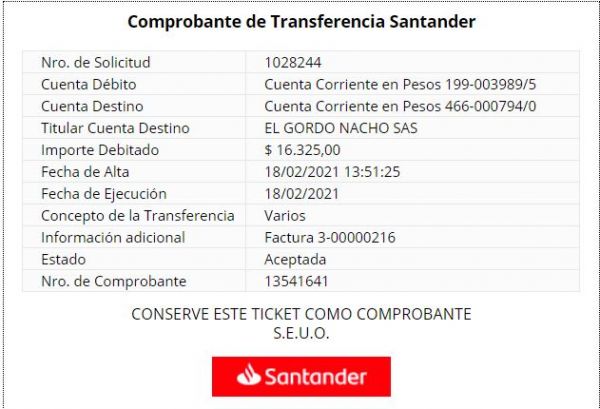 Comprobante de Transferencia Santander
Nro. de Solicitud 1028244
Cuenta Débito Cuenta Corriente en Pesos 199-003989/5
Cuenta Destino Cuenta Corriente en Pesos 466-000794/0
Titular Cuenta Destino EL GORDO NACHO SAS
Importe Debitado $ 16.325,00
Fecha de Alta 18/02/2021 13:51:25
Fecha de Ejecución 18/02/2021
Concepto de la Transferencia Varios
Información adicional Factura 3-00000216
Estado Aceptada
Nro. de Comprobante 13541641
CONSERVE ESTE TICKET COMO COMPROBANTE
S.E.U.O.
Santander